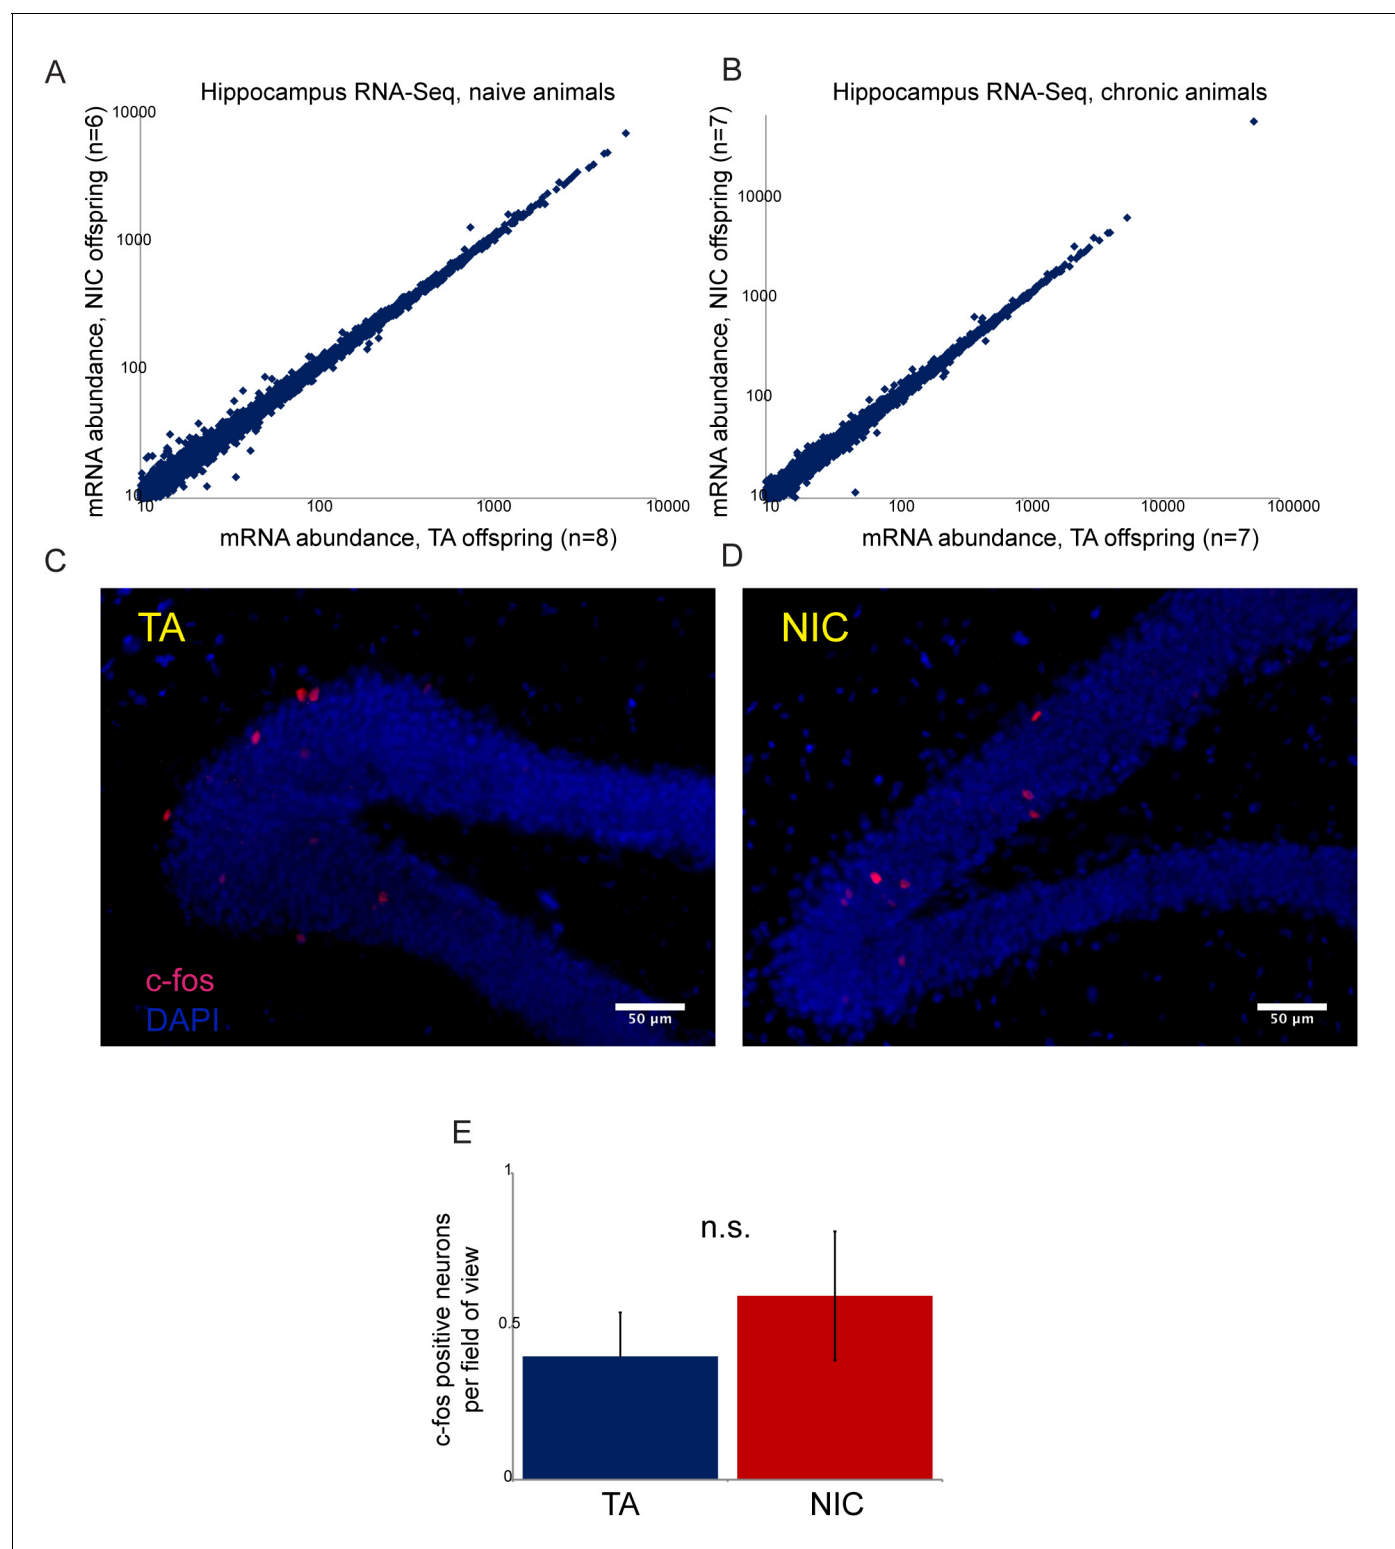 A
Hippocampus RNA-Seq, naive animals
mRNA abundance, NIC offspring (n=6)
10000
1000
100
10
10
100
1000
10000
mRNA abundance, TA offspring (n=8)
B
Hippocampus RNA-Seq, chronic animals
mRNA abundance, NIC offspring (n=7)
10000
1000
100
10
10
100
1000
10000
100000
mRNA abundance, TA offspring (n=7)
C
TA
c-fos
DAPI
50 µm
D
NIC
50 µm
E
c-fos positive neurons
per field of view
1
0.5
0
n.s.
TA
NIC